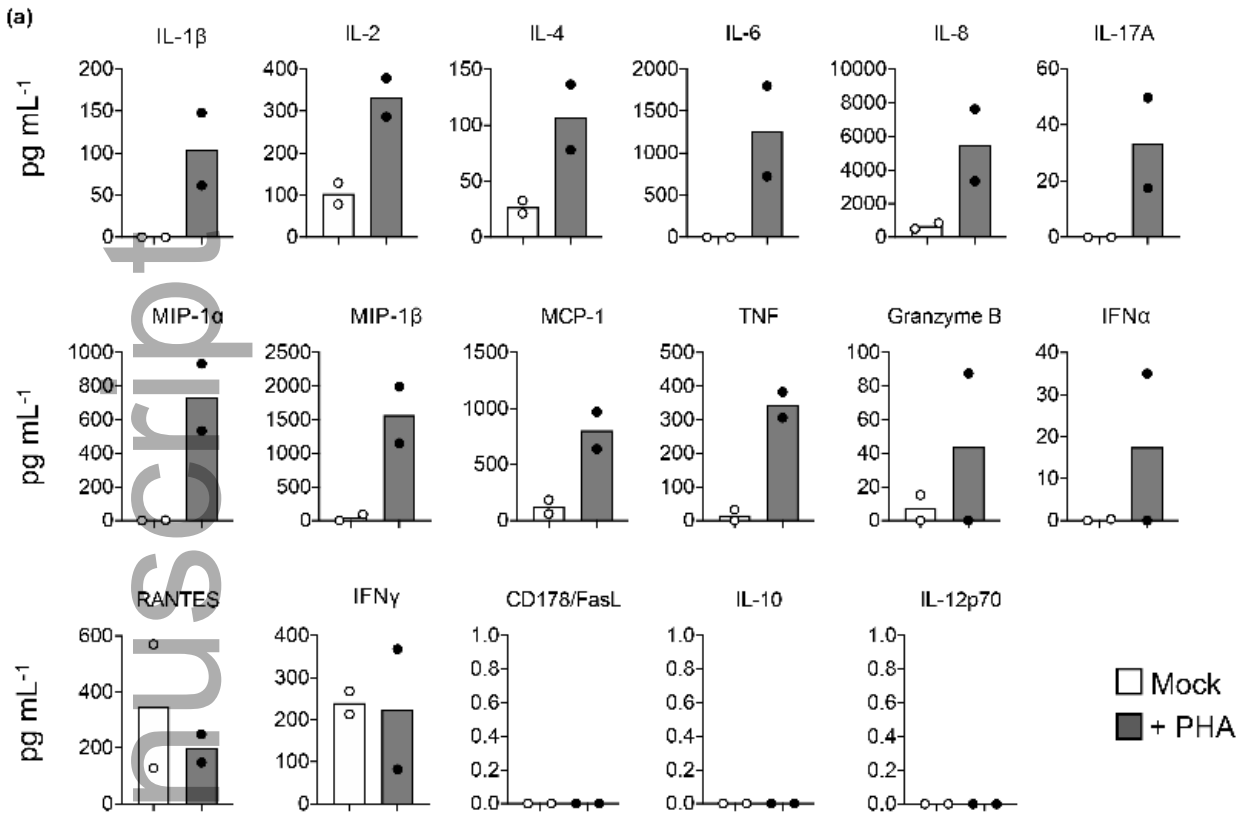 (a)
IL-1β IL-2 IL-4 IL-6 IL-8 IL-17A
pg mL-1
200 150 100 50 0
400 300 200 100 0
150 100 50 0
2000 1500 1000 500 0
10000 8000 6000 4000 2000 0
60 40 20 0
MIP-1α MIP-1β MCP-1 TNF Granzyme B IFNα
pg mL-1
1000 800 600 400 200 0
2500 2000 1500 1000 500 0
1500 1000 500 0
500 400 300 200 100 0
100 80 60 40 20 0
40 30 20 10 0
RANTES IFNγ CD178/FasL IL-10 IL-12p70
pg mL-1
600 400 200 0
400 300 200 100 0
1.0 0.8 0.6 0.4 0.2 0.0
1.0 0.8 0.6 0.4 0.2 0.0
1.0 0.8 0.6 0.4 0.2 0.0
Mock
+ PHA
nuscript